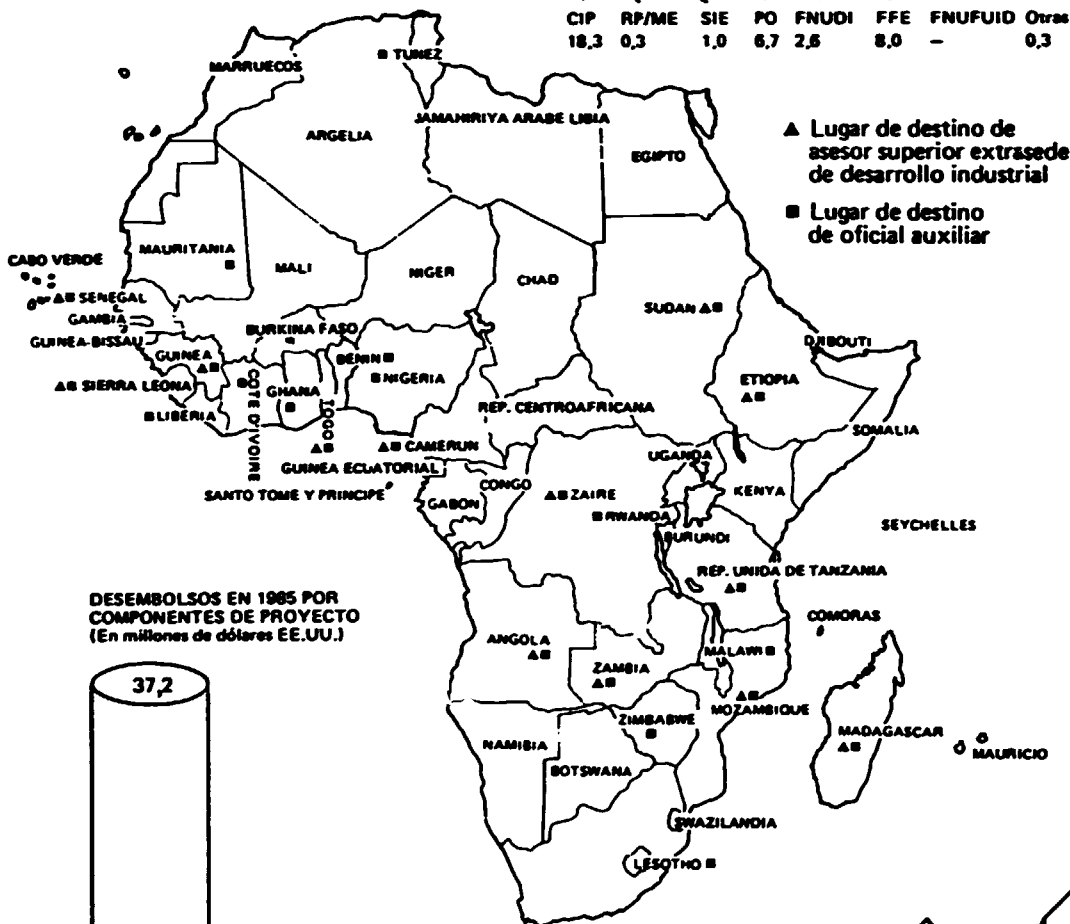 CIP RP/ME SIE PO FNUDI FFE FNUFUID Otras
18,3 0,3 1,0 6,7 2,6 8,0 – 0,3
▲ Lugar de destino de
asesor superior extrasede
de desarrollo industrial
■ Lugar de destino
de oficial auxiliar
■ TUNEZ
MARRUECOS
ARGELIA
JAMAHIRIYA ARABE LIBIA
EGIPTO
MAURITANIA ■
CABO VERDE
MALI
NIGER
CHAD
SUDAN ▲■
▲■ SENEGAL
GAMBIA
GUINEA-BISSAU
BURKINA FASO
DJIBOUTI
GUINEA ▲■
BENIN ■
■ NIGERIA
ETIOPIA ▲■
▲■ SIERRA LEONA
■ COTE D'IVOIRE
GHANA ■
TOGO ▲■
REP. CENTROAFRICANA
■ LIBERIA
SOMALIA
▲■ CAMERUN
GUINEA ECUATORIAL
UGANDA
SANTO TOME Y PRINCIPE
CONGO
▲■ ZAIRE
KENYA
GABON
■ RWANDA
SEYCHELLES
BURUNDI
REP. UNIDA DE TANZANIA ▲■
COMORAS
ANGOLA ▲■
MALAWI ■
ZAMBIA ▲■
▲■ MOZAMBIQUE
ZIMBABWE ■
MADAGASCAR ▲■
MAURICIO
NAMIBIA
BOTSWANA
SWAZILANDIA
LESOTHO ■
DESEMBOLSOS EN 1985 POR
COMPONENTES DE PROYECTO
(En millones de dólares EE.UU.)
37,2